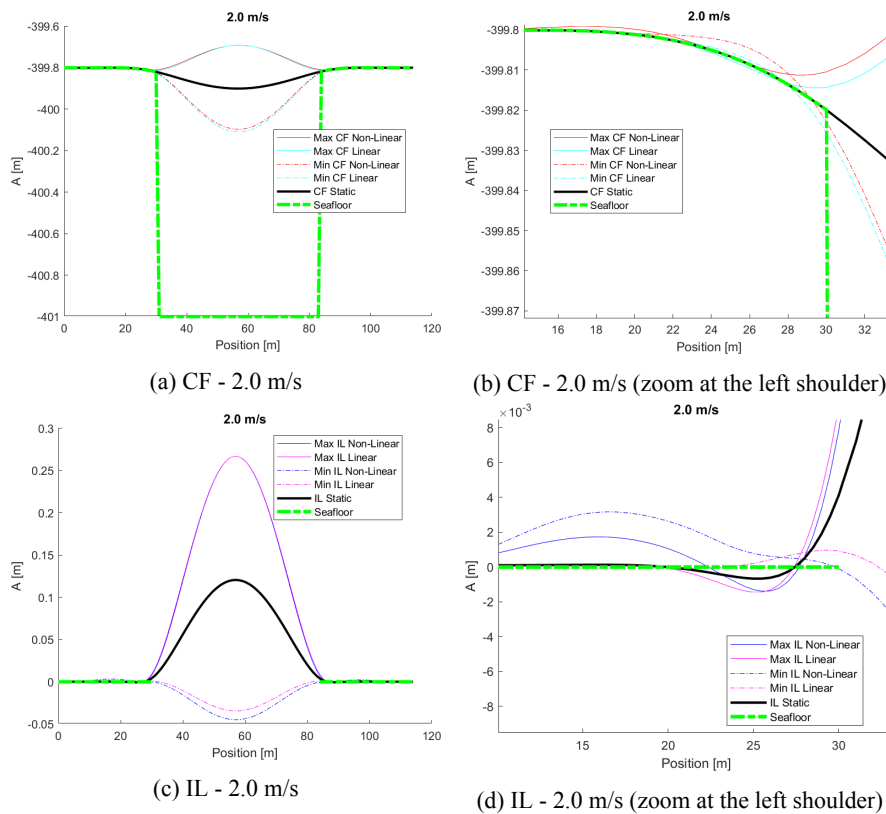 2.0 m/s
-399.6
-399.8
-400
-400.2
-400.4
-400.6
-400.8
-401
A [m]
Max CF Non-Linear
Max CF Linear
Min CF Non-Linear
Min CF Linear
CF Static
Seafloor
0 20 40 60 80 100 120
Position [m]
(a) CF - 2.0 m/s
2.0 m/s
-399.8
-399.81
-399.82
-399.83
-399.84
-399.85
-399.86
-399.87
A [m]
Max CF Non-Linear
Max CF Linear
Min CF Non-Linear
Min CF Linear
CF Static
Seafloor
16 18 20 22 24 26 28 30 32
Position [m]
(b) CF - 2.0 m/s (zoom at the left shoulder)
2.0 m/s
0.3
0.25
0.2
0.15
0.1
0.05
0
-0.05
A [m]
Max IL Non-Linear
Max IL Linear
Min IL Non-Linear
Min IL Linear
IL Static
Seafloor
0 20 40 60 80 100 120
Position [m]
(c) IL - 2.0 m/s
2.0 m/s
×10⁻³
8
6
4
2
0
-2
-4
-6
-8
A [m]
Max IL Non-Linear
Max IL Linear
Min IL Non-Linear
Min IL Linear
IL Static
Seafloor
15 20 25 30
Position [m]
(d) IL - 2.0 m/s (zoom at the left shoulder)